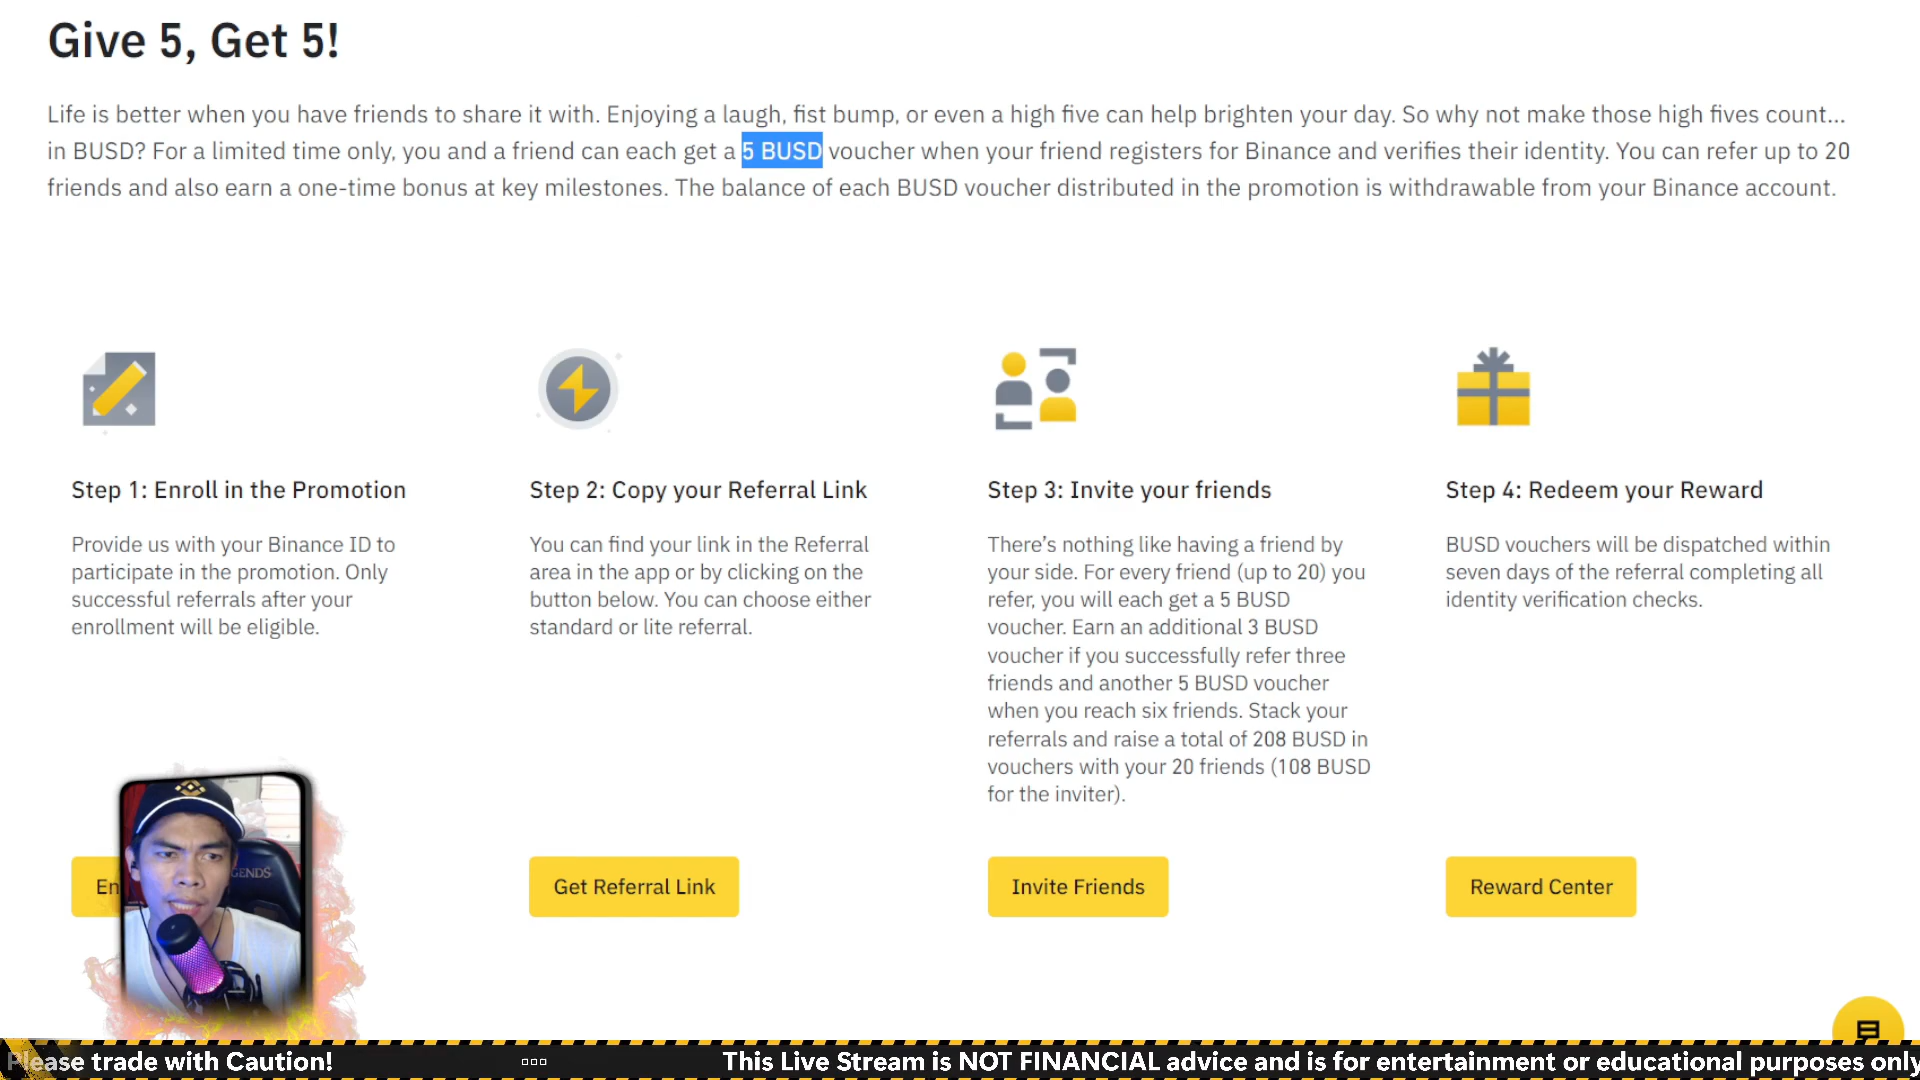 Give 5, Get 5!
Life is better when you have friends to share it with. Enjoying a laugh, fist bump, or even a high five can help brighten your day. So why not make those high fives count...
in BUSD? For a limited time only, you and a friend can each get a 5 BUSD voucher when your friend registers for Binance and verifies their identity. You can refer up to 20
friends and also earn a one-time bonus at key milestones. The balance of each BUSD voucher distributed in the promotion is withdrawable from your Binance account.
Step 1: Enroll in the Promotion
Provide us with your Binance ID to
participate in the promotion. Only
successful referrals after your
enrollment will be eligible.
En
Step 2: Copy your Referral Link
You can find your link in the Referral
area in the app or by clicking on the
button below. You can choose either
standard or lite referral.
Get Referral Link
Step 3: Invite your friends
There's nothing like having a friend by
your side. For every friend (up to 20) you
refer, you will each get a 5 BUSD
voucher. Earn an additional 3 BUSD
voucher if you successfully refer three
friends and another 5 BUSD voucher
when you reach six friends. Stack your
referrals and raise a total of 208 BUSD in
vouchers with your 20 friends (108 BUSD
for the inviter).
Invite Friends
Step 4: Redeem your Reward
BUSD vouchers will be dispatched within
seven days of the referral completing all
identity verification checks.
Reward Center
GENDS
Please trade with Caution!
This Live Stream is NOT FINANCIAL advice and is for entertainment or educational purposes only